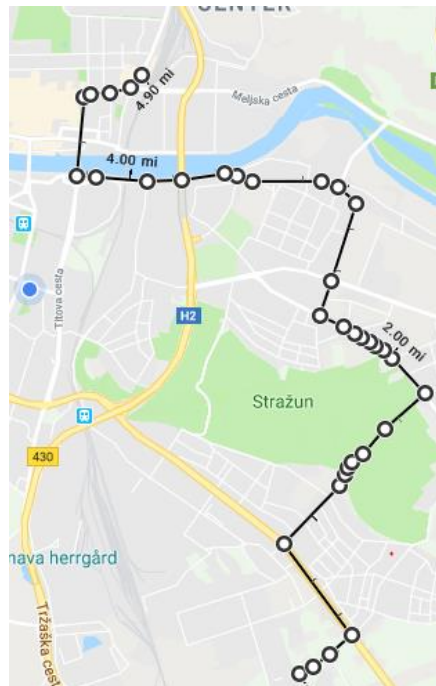 CENTER
4.90 mi
Meljska cesta
4.00 mi
Titova cesta
H2
2.00 mi
Stražun
430
nava herrgård
Tržaška cest